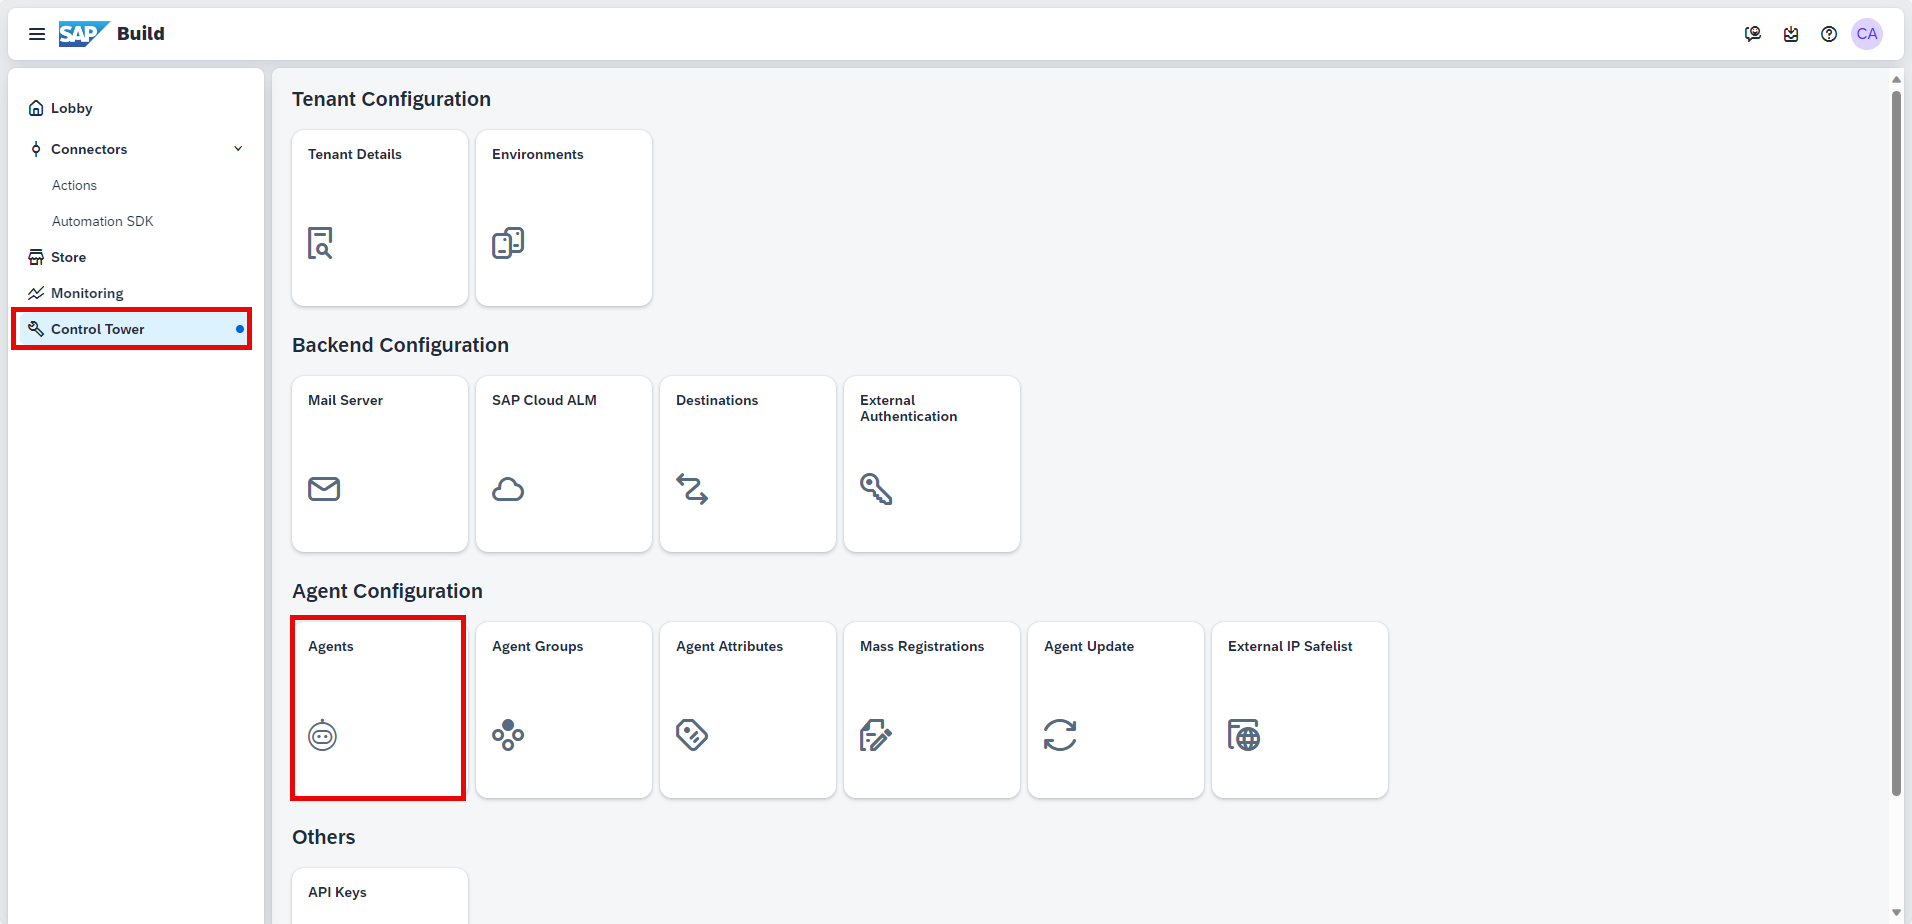 SAP Build
CA
Lobby
Connectors
Actions
Automation SDK
Store
Monitoring
Control Tower
Tenant Configuration
Tenant Details
Environments
Backend Configuration
Mail Server
SAP Cloud ALM
Destinations
External
Authentication
Agent Configuration
Agents
Agent Groups
Agent Attributes
Mass Registrations
Agent Update
External IP Safelist
Others
API Keys